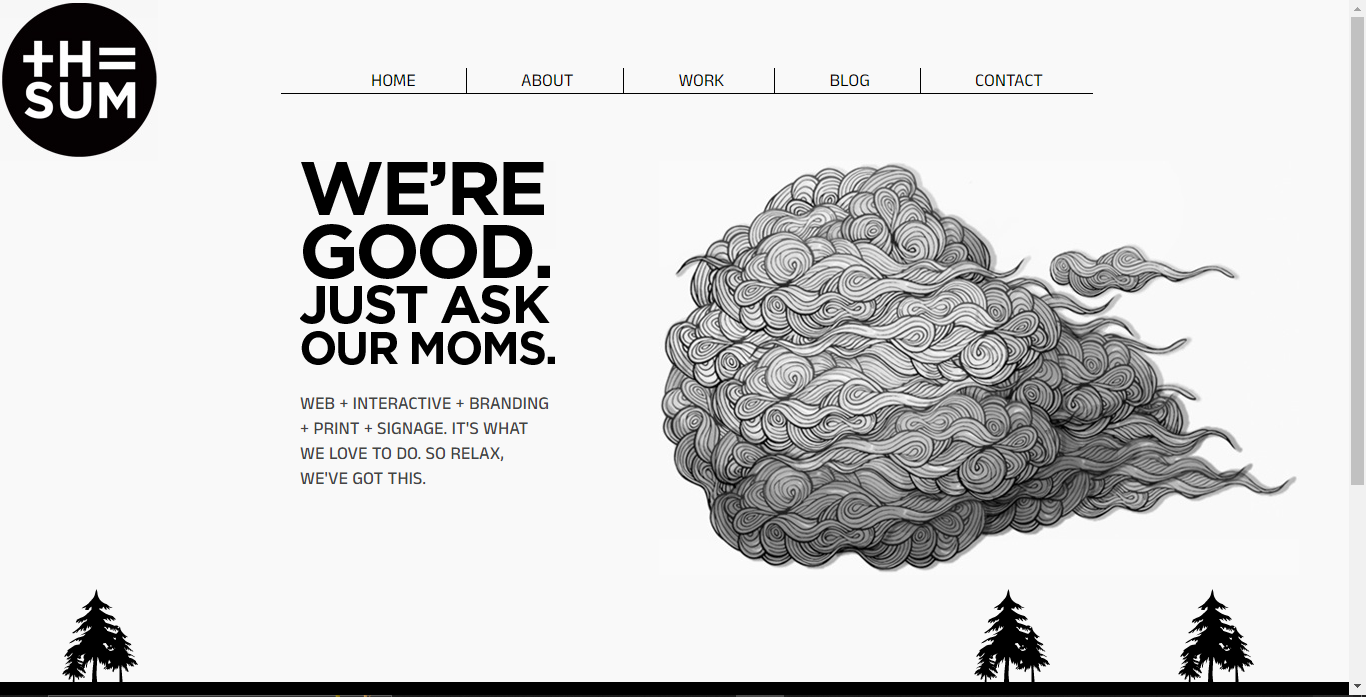 THE
SUM
HOME ABOUT WORK BLOG CONTACT
WE’RE
GOOD.
JUST ASK
OUR MOMS.
WEB + INTERACTIVE + BRANDING
+ PRINT + SIGNAGE. IT'S WHAT
WE LOVE TO DO. SO RELAX,
WE'VE GOT THIS.